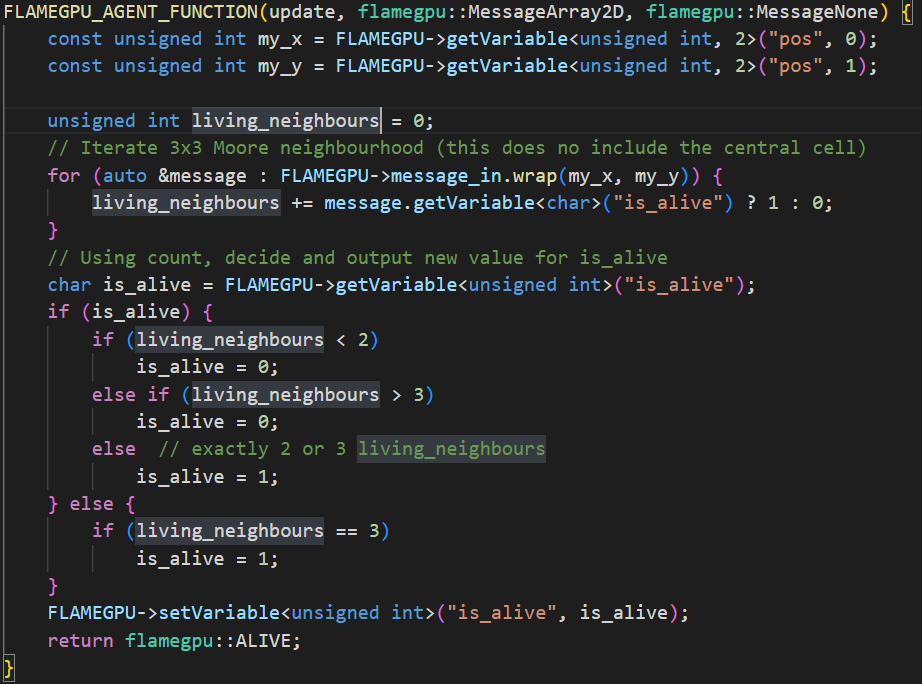 FLAMEGPU_AGENT_FUNCTION(update, flamegpu::MessageArray2D, flamegpu::MessageNone) {
    const unsigned int my_x = FLAMEGPU->getVariable<unsigned int, 2>("pos", 0);
    const unsigned int my_y = FLAMEGPU->getVariable<unsigned int, 2>("pos", 1);

    unsigned int living_neighbours = 0;
    // Iterate 3x3 Moore neighbourhood (this does no include the central cell)
    for (auto &message : FLAMEGPU->message_in.wrap(my_x, my_y)) {
        living_neighbours += message.getVariable<char>("is_alive") ? 1 : 0;
    }
    // Using count, decide and output new value for is_alive
    char is_alive = FLAMEGPU->getVariable<unsigned int>("is_alive");
    if (is_alive) {
        if (living_neighbours < 2)
            is_alive = 0;
        else if (living_neighbours > 3)
            is_alive = 0;
        else  // exactly 2 or 3 living_neighbours
            is_alive = 1;
    } else {
        if (living_neighbours == 3)
            is_alive = 1;
    }
    FLAMEGPU->setVariable<unsigned int>("is_alive", is_alive);
    return flamegpu::ALIVE;
}